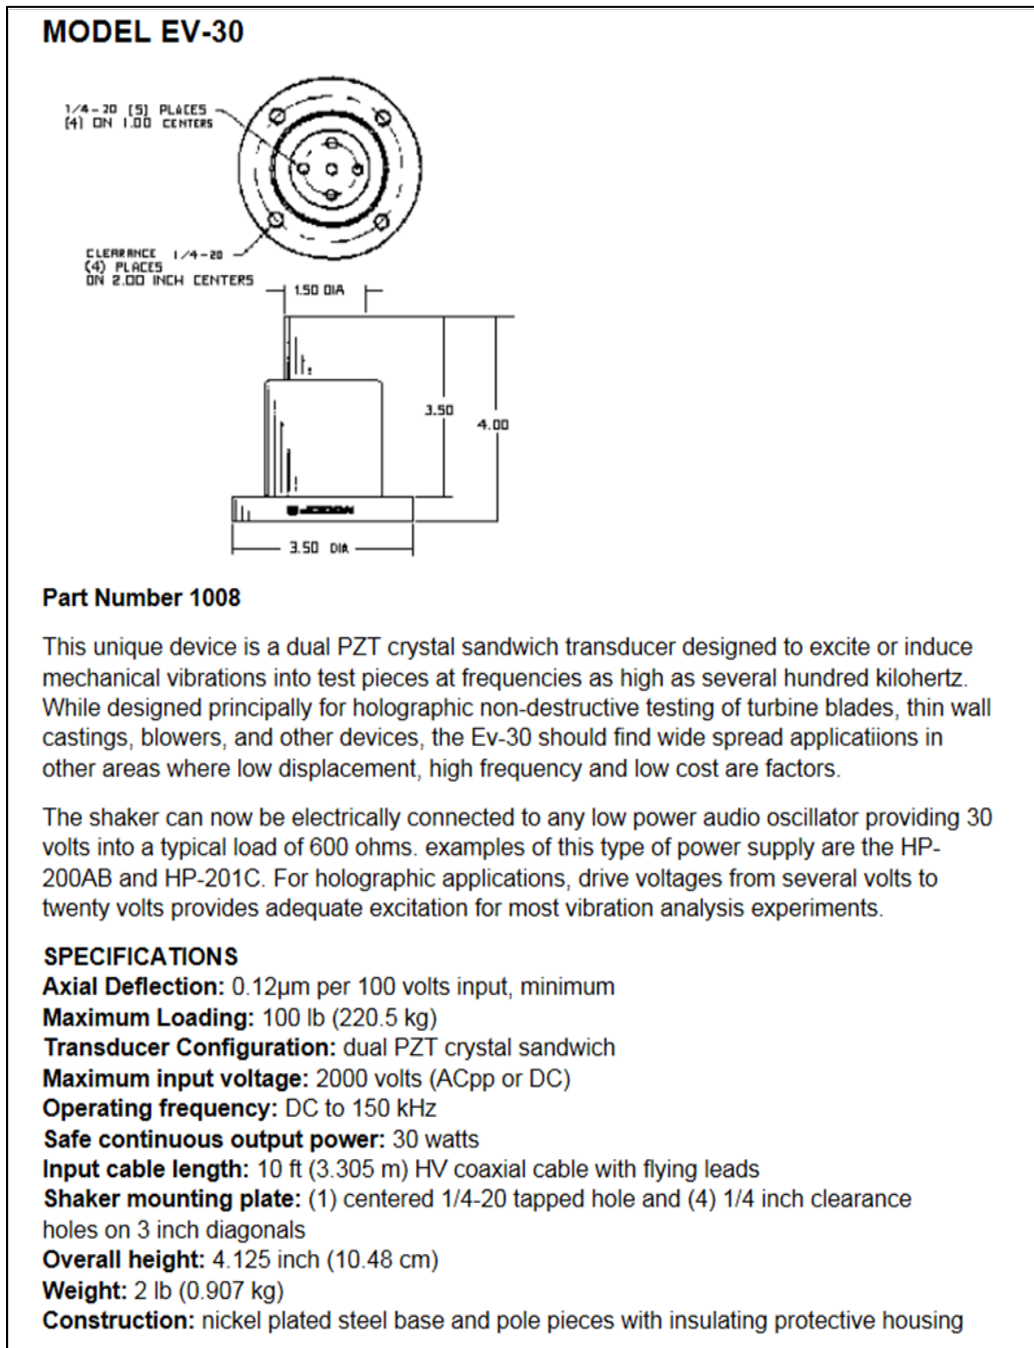 MODEL EV-30
1/4-20 (5) PLACES
(4) ON 1.00 CENTERS
CLEARANCE 1/4-20
(4) PLACES
ON 2.00 INCH CENTERS
1.50 DIA
3.50
4.00
3.50 DIA
Part Number 1008
This unique device is a dual PZT crystal sandwich transducer designed to excite or induce
mechanical vibrations into test pieces at frequencies as high as several hundred kilohertz.
While designed principally for holographic non-destructive testing of turbine blades, thin wall
castings, blowers, and other devices, the Ev-30 should find wide spread applicatiions in
other areas where low displacement, high frequency and low cost are factors.
The shaker can now be electrically connected to any low power audio oscillator providing 30
volts into a typical load of 600 ohms. examples of this type of power supply are the HP-
200AB and HP-201C. For holographic applications, drive voltages from several volts to
twenty volts provides adequate excitation for most vibration analysis experiments.
SPECIFICATIONS
Axial Deflection: 0.12µm per 100 volts input, minimum
Maximum Loading: 100 lb (220.5 kg)
Transducer Configuration: dual PZT crystal sandwich
Maximum input voltage: 2000 volts (ACpp or DC)
Operating frequency: DC to 150 kHz
Safe continuous output power: 30 watts
Input cable length: 10 ft (3.305 m) HV coaxial cable with flying leads
Shaker mounting plate: (1) centered 1/4-20 tapped hole and (4) 1/4 inch clearance
holes on 3 inch diagonals
Overall height: 4.125 inch (10.48 cm)
Weight: 2 lb (0.907 kg)
Construction: nickel plated steel base and pole pieces with insulating protective housing